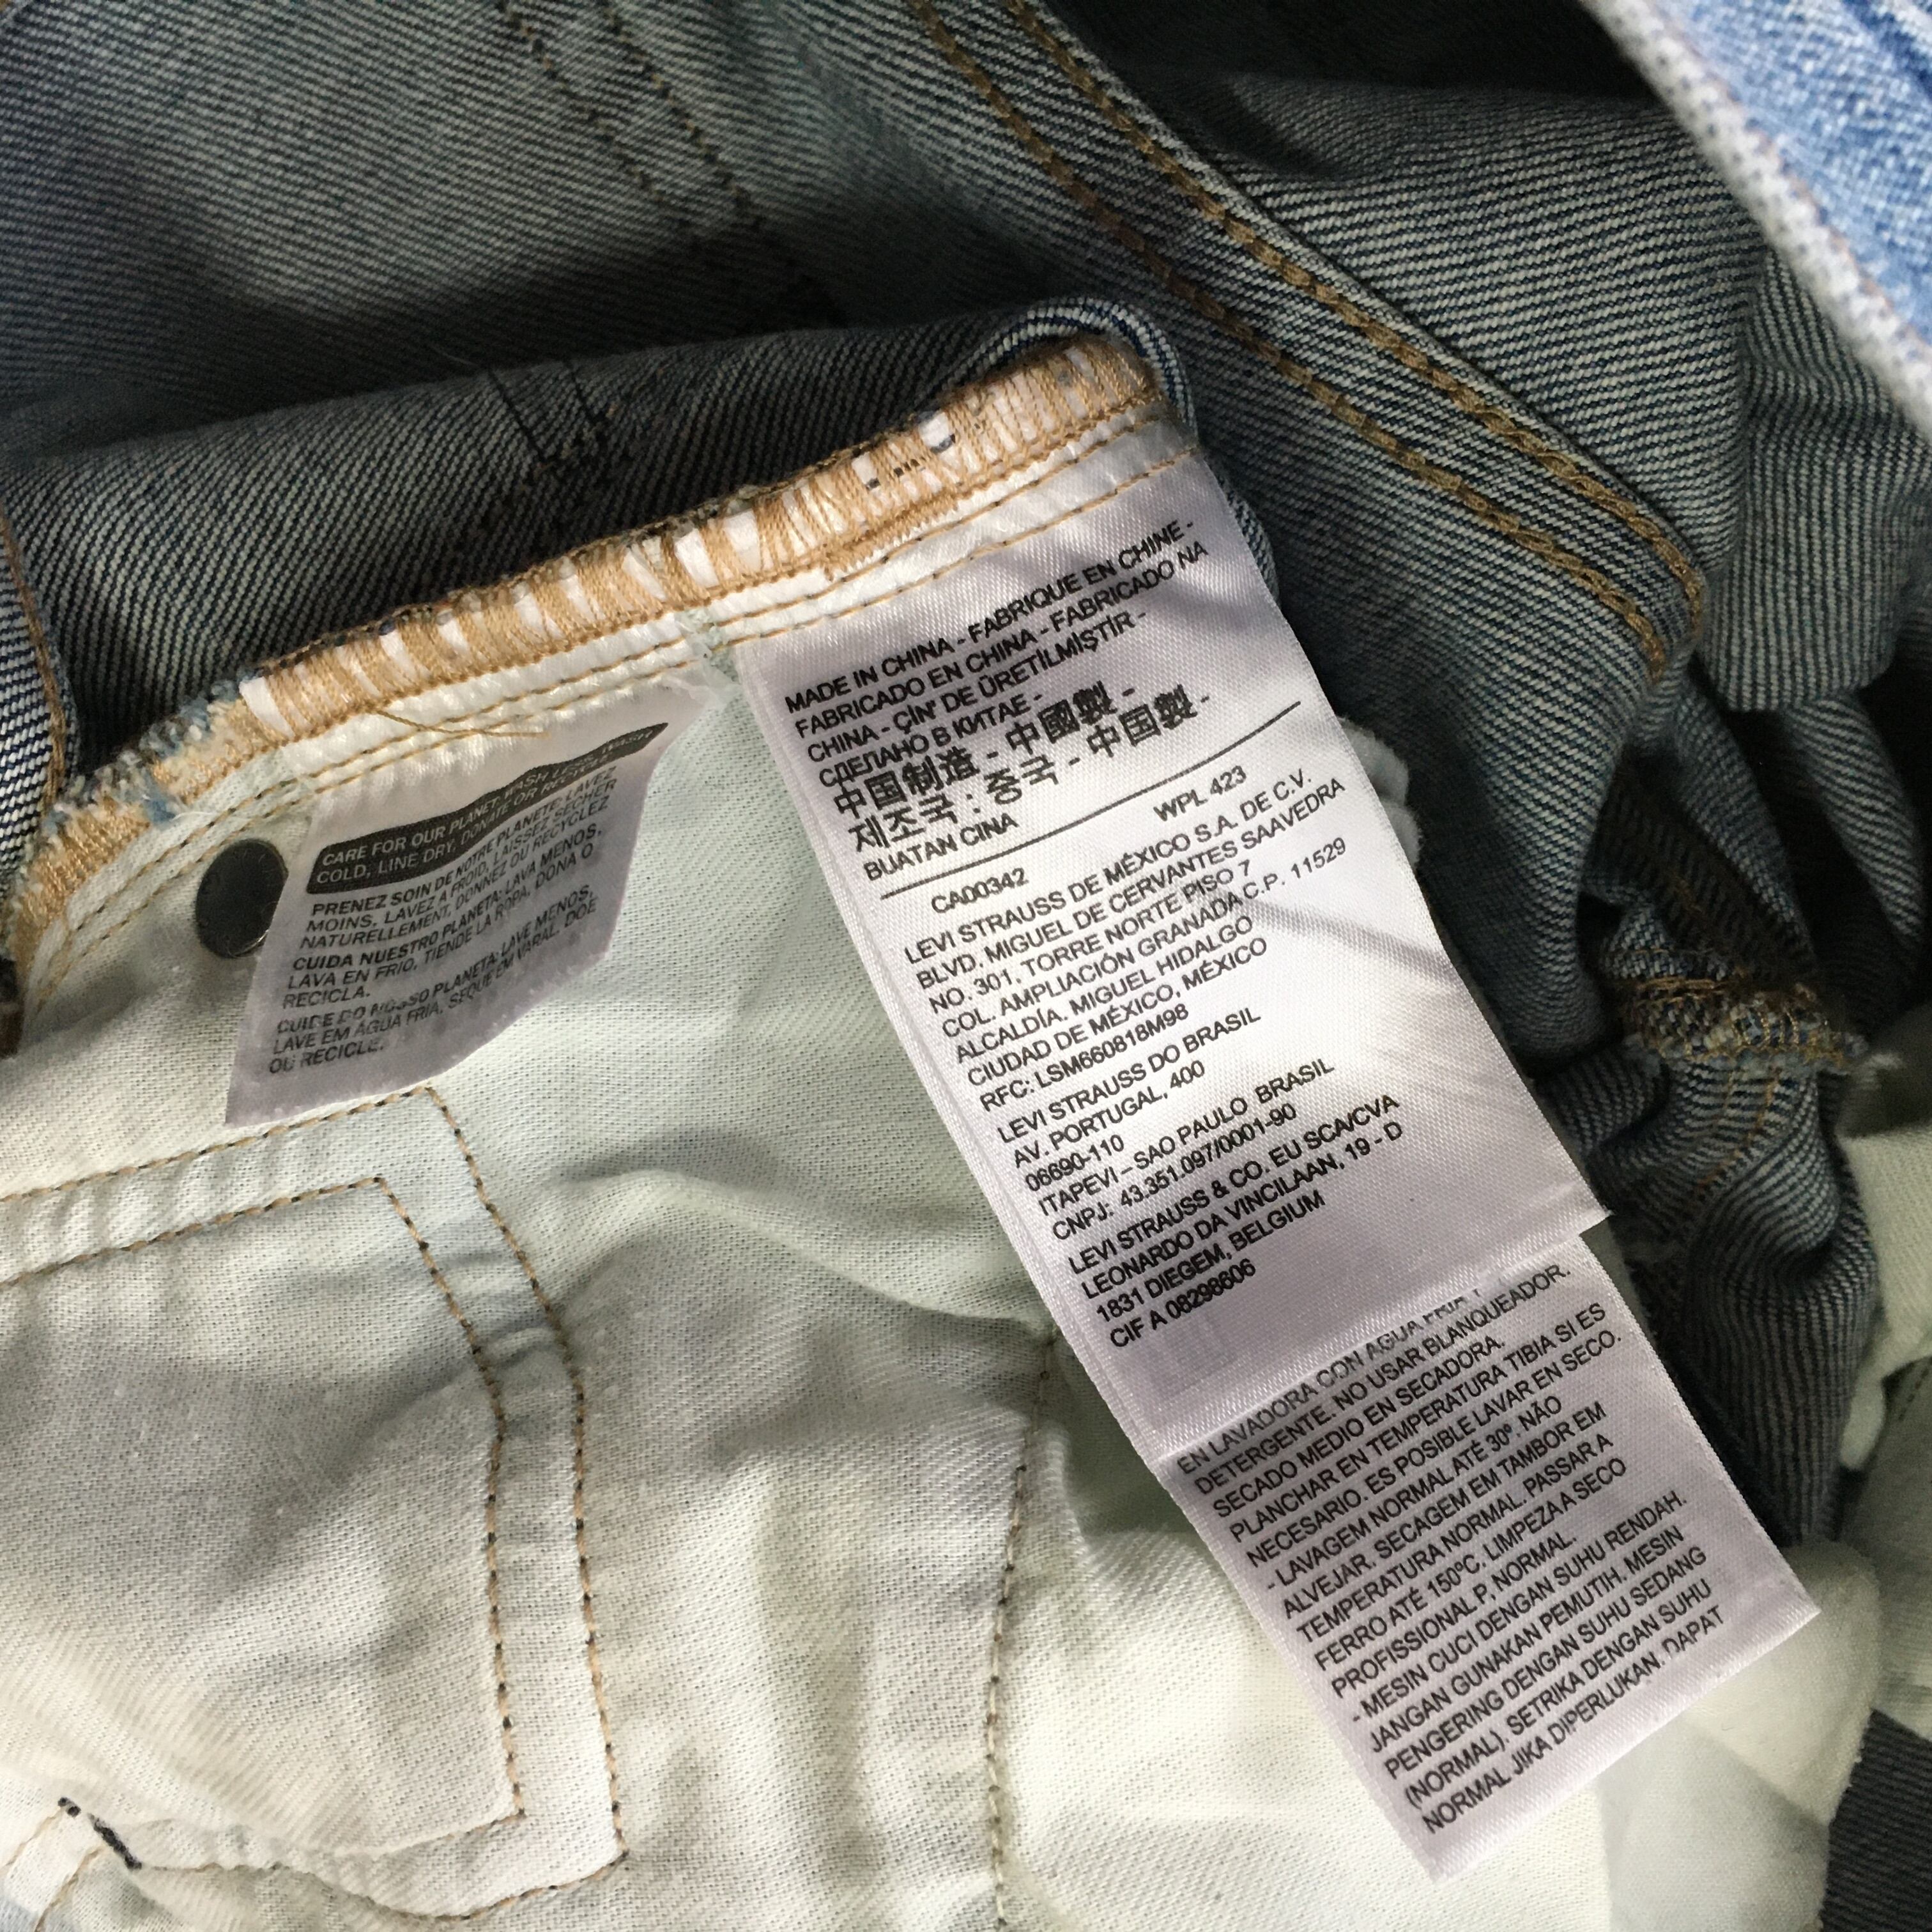 CARE FOR OUR PLANET: WASH LESS, WASH
COLD, LINE DRY, DONATE OR RECYCLE.
PRENEZ SOIN DE NOTRE PLANETE: LAVEZ
MOINS, LAVEZ A FROID, LAISSEZ SECHER
NATURELLEMENT, DONNEZ OU RECYCLEZ
CUIDA NUESTRO PLANETA: LAVA MENOS,
LAVA EN FRIO, TIENDE LA ROPA, DONA O
RECICLA.
CUIDE DO NOSSO PLANETA: LAVE MENOS,
LAVE EM ÁGUA FRIA, SEQUE EM VARAL, DOE
OU RECICLE.
MADE IN CHINA - FABRIQUE EN CHINE -
FABRICADO EN CHINA - FABRICADO NA
CHINA - ÇİN' DE ÜRETİLMİŞTİR -
СДЕЛАНО В КИТАЕ -
中国制造 - 中國製 -
제조국 : 중국 - 中国製 -
BUATAN CINA
CA00342 WPL 423
LEVI STRAUSS DE MÉXICO S.A. DE C.V.
BLVD. MIGUEL DE CERVANTES SAAVEDRA
NO. 301, TORRE NORTE PISO 7
COL. AMPLIACIÓN GRANADA C.P. 11529
ALCALDÍA. MIGUEL HIDALGO
CIUDAD DE MÉXICO, MÉXICO
RFC: LSM660818M98
LEVI STRAUSS DO BRASIL
AV. PORTUGAL, 400
06690-110
ITAPEVI – SAO PAULO BRASIL
CNPJ: 43.351.097/0001-90
LEVI STRAUSS & CO. EU SCA/CVA
LEONARDO DA VINCILAAN, 19 - D
1831 DIEGEM, BELGIUM
CIF A 08298606
EN LAVADORA CON AGUA FRIA Y
DETERGENTE. NO USAR BLANQUEADOR.
SECADO MEDIO EN SECADORA.
PLANCHAR EN TEMPERATURA TIBIA SI ES
NECESARIO. ES POSIBLE LAVAR EN SECO.
- LAVAGEM NORMAL ATÉ 30º. NÃO
ALVEJAR. SECAGEM EM TAMBOR EM
TEMPERATURA NORMAL. PASSAR A
FERRO ATÉ 150ºC. LIMPEZA A SECO
PROFISSIONAL P, NORMAL.
- MESIN CUCI DENGAN SUHU RENDAH.
JANGAN GUNAKAN PEMUTIH. MESIN
PENGERING DENGAN SUHU SEDANG
(NORMAL). SETRIKA DENGAN SUHU
NORMAL JIKA DIPERLUKAN. DAPAT